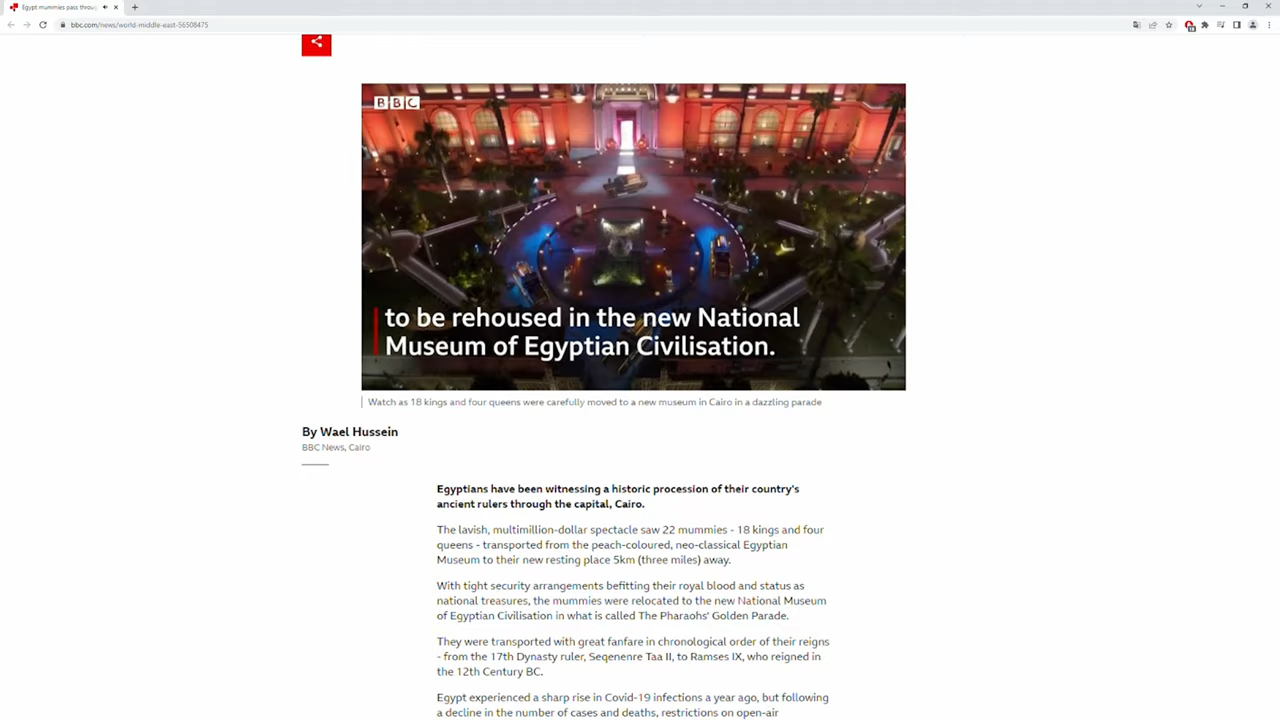 Egypt mummies pass throu
bbc.com/news/world-middle-east-56508475
BBC
to be rehoused in the new National
Museum of Egyptian Civilisation.
Watch as 18 kings and four queens were carefully moved to a new museum in Cairo in a dazzling parade
By Wael Hussein
BBC News, Cairo
Egyptians have been witnessing a historic procession of their country's
ancient rulers through the capital, Cairo.
The lavish, multimillion-dollar spectacle saw 22 mummies - 18 kings and four
queens - transported from the peach-coloured, neo-classical Egyptian
Museum to their new resting place 5km (three miles) away.
With tight security arrangements befitting their royal blood and status as
national treasures, the mummies were relocated to the new National Museum
of Egyptian Civilisation in what is called The Pharaohs' Golden Parade.
They were transported with great fanfare in chronological order of their reigns
- from the 17th Dynasty ruler, Seqenenre Taa II, to Ramses IX, who reigned in
the 12th Century BC.
Egypt experienced a sharp rise in Covid-19 infections a year ago, but following
a decline in the number of cases and deaths, restrictions on open-air